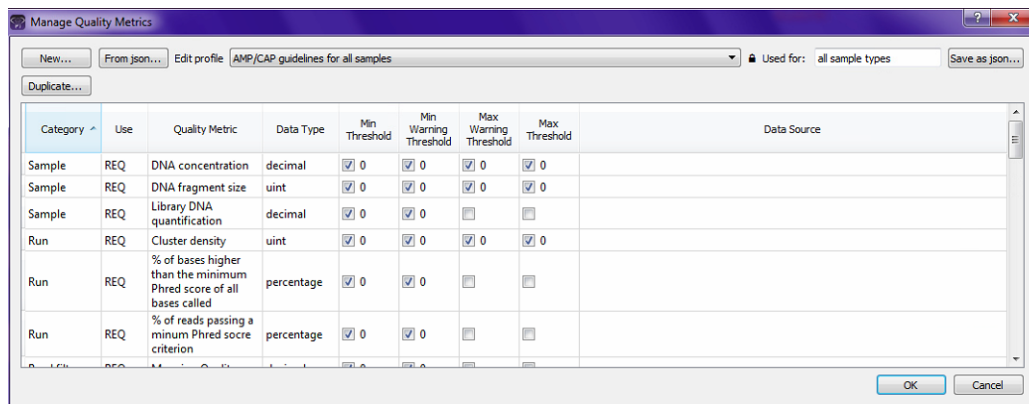 Manage Quality Metrics
New... From json... Edit profile AMP/CAP guidelines for all samples Used for: all sample types Save as json...
Duplicate...
Category Use Quality Metric Data Type Min Threshold Min Warning Threshold Max Warning Threshold Max Threshold Data Source
Sample REQ DNA concentration decimal 0 0 0 0
Sample REQ DNA fragment size uint 0 0 0 0
Sample REQ Library DNA quantification decimal 0 0
Run REQ Cluster density uint 0 0 0 0
Run REQ % of bases higher than the minimum Phred score of all bases called percentage 0 0
Run REQ % of reads passing a minum Phred socre criterion percentage 0 0
OK Cancel